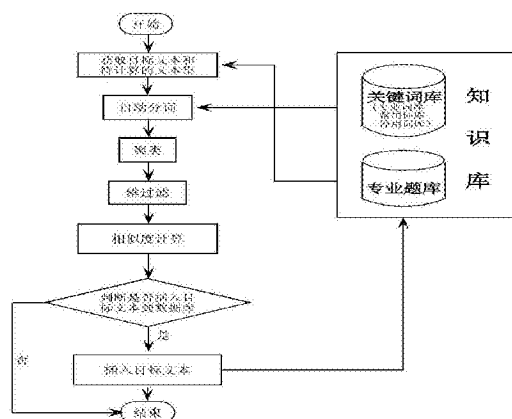 开始
获取目标文本和
待计算的文本集
自动分词
聚类
维过滤
相似度计算
判断是否插入目
标文本到数据库
是
否
插入目标文本
结束
关键词库
专业题库
知
识
库